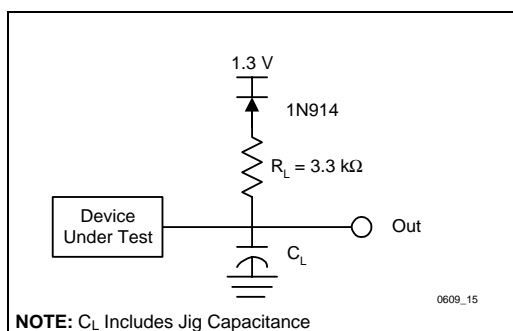 1.3 V
1N914
R_L = 3.3 kΩ
Device
Under Test
Out
C_L
0609_15
NOTE: C_L Includes Jig Capacitance